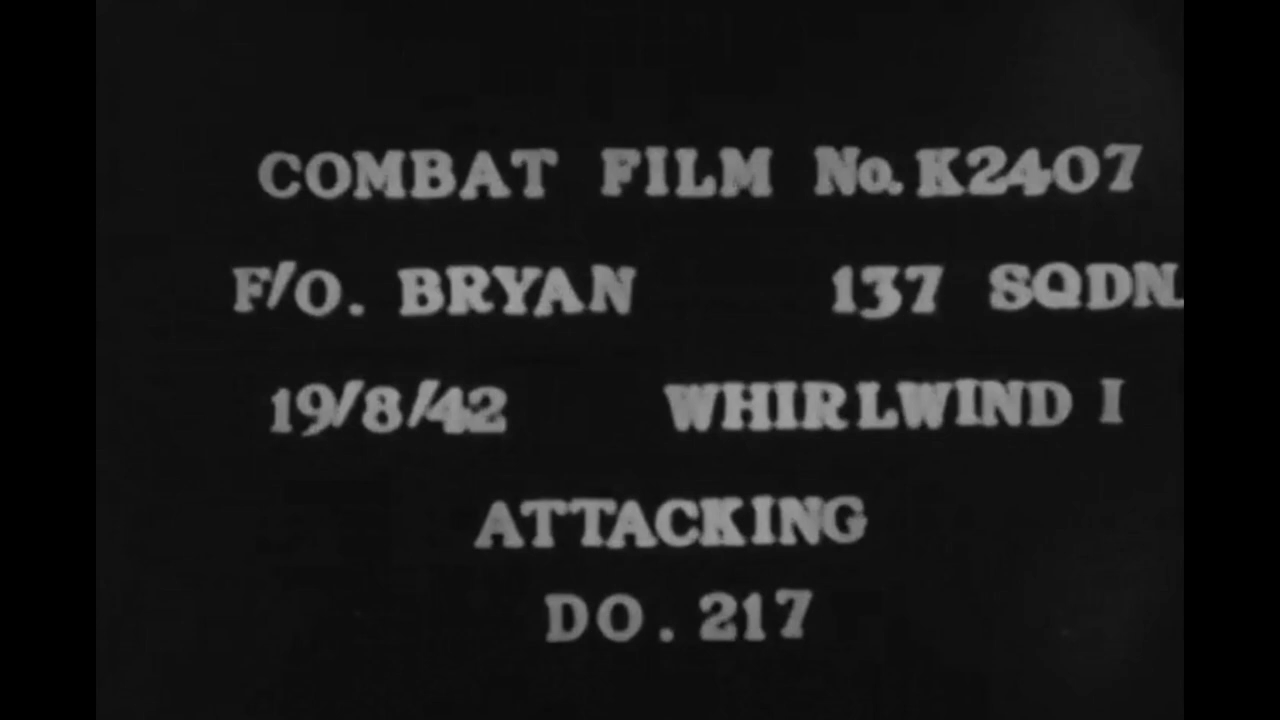 COMBAT FILM No. K2407
F/O. BRYAN 137 SQDN.
19/8/42 WHIRLWIND I
ATTACKING
DO. 217